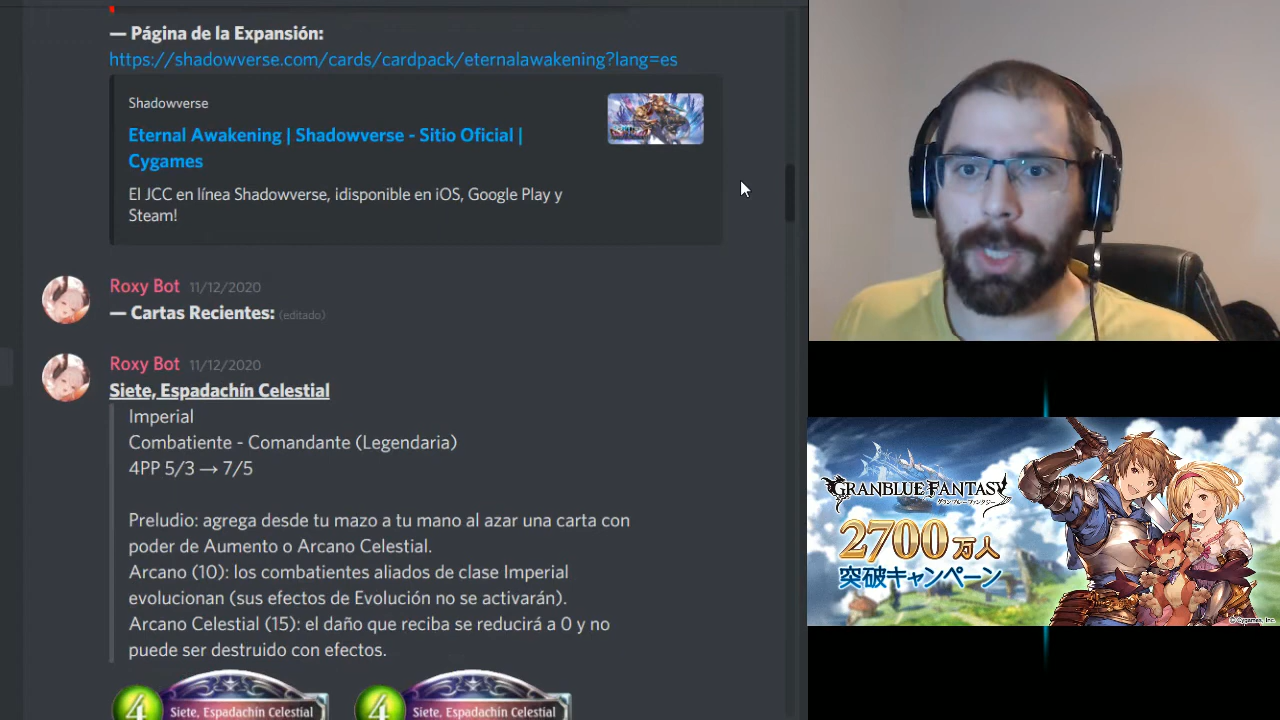 — Página de la Expansión:
https://shadowverse.com/cards/cardpack/eternalawakening?lang=es
Shadowverse
Eternal Awakening | Shadowverse - Sitio Oficial |
Cygames
El JCC en línea Shadowverse, idisponible en iOS, Google Play y
Steam!
Roxy Bot 11/12/2020
— Cartas Recientes: (editado)
Roxy Bot 11/12/2020
Siete, Espadachín Celestial
Imperial
Combatiente - Comandante (Legendaria)
4PP 5/3 → 7/5
Preludio: agrega desde tu mazo a tu mano al azar una carta con
poder de Aumento o Arcano Celestial.
Arcano (10): los combatientes aliados de clase Imperial
evolucionan (sus efectos de Evolución no se activarán).
Arcano Celestial (15): el daño que reciba se reducirá a 0 y no
puede ser destruido con efectos.
4 Siete, Espadachín Celestial
4 Siete, Espadachín Celestial
GRANBLUE FANTASY
グランブルーファンタジー
2700万人
突破キャンペーン
© Cygames, Inc.